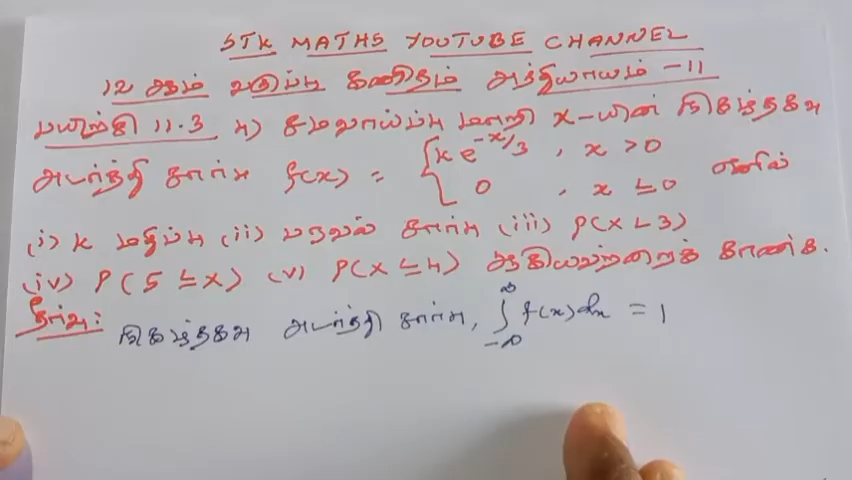 STK MATHS YOUTUBE CHANNEL
12 ஆம் வகுப்பு கணிதம் அத்தியாயம் - 11
பயிற்சி 11.3 4) சமவாய்ப்பு மாறி x-யின் நிகழ்தகவு
அடர்த்தி சார்பு f(x) = { k e^{-x/3} , x > 0
0 , x ≤ 0 எனில்
(i) k மதிப்பு (ii) பரவல் சார்பு (iii) P(X < 3)
(iv) P(5 ≤ X) (v) P(X ≤ 4) ஆகியவற்றைக் காண்க.
தீர்வு: நிகழ்தகவு அடர்த்தி சார்பு, ∫_{-∞}^{∞} f(x) dx = 1